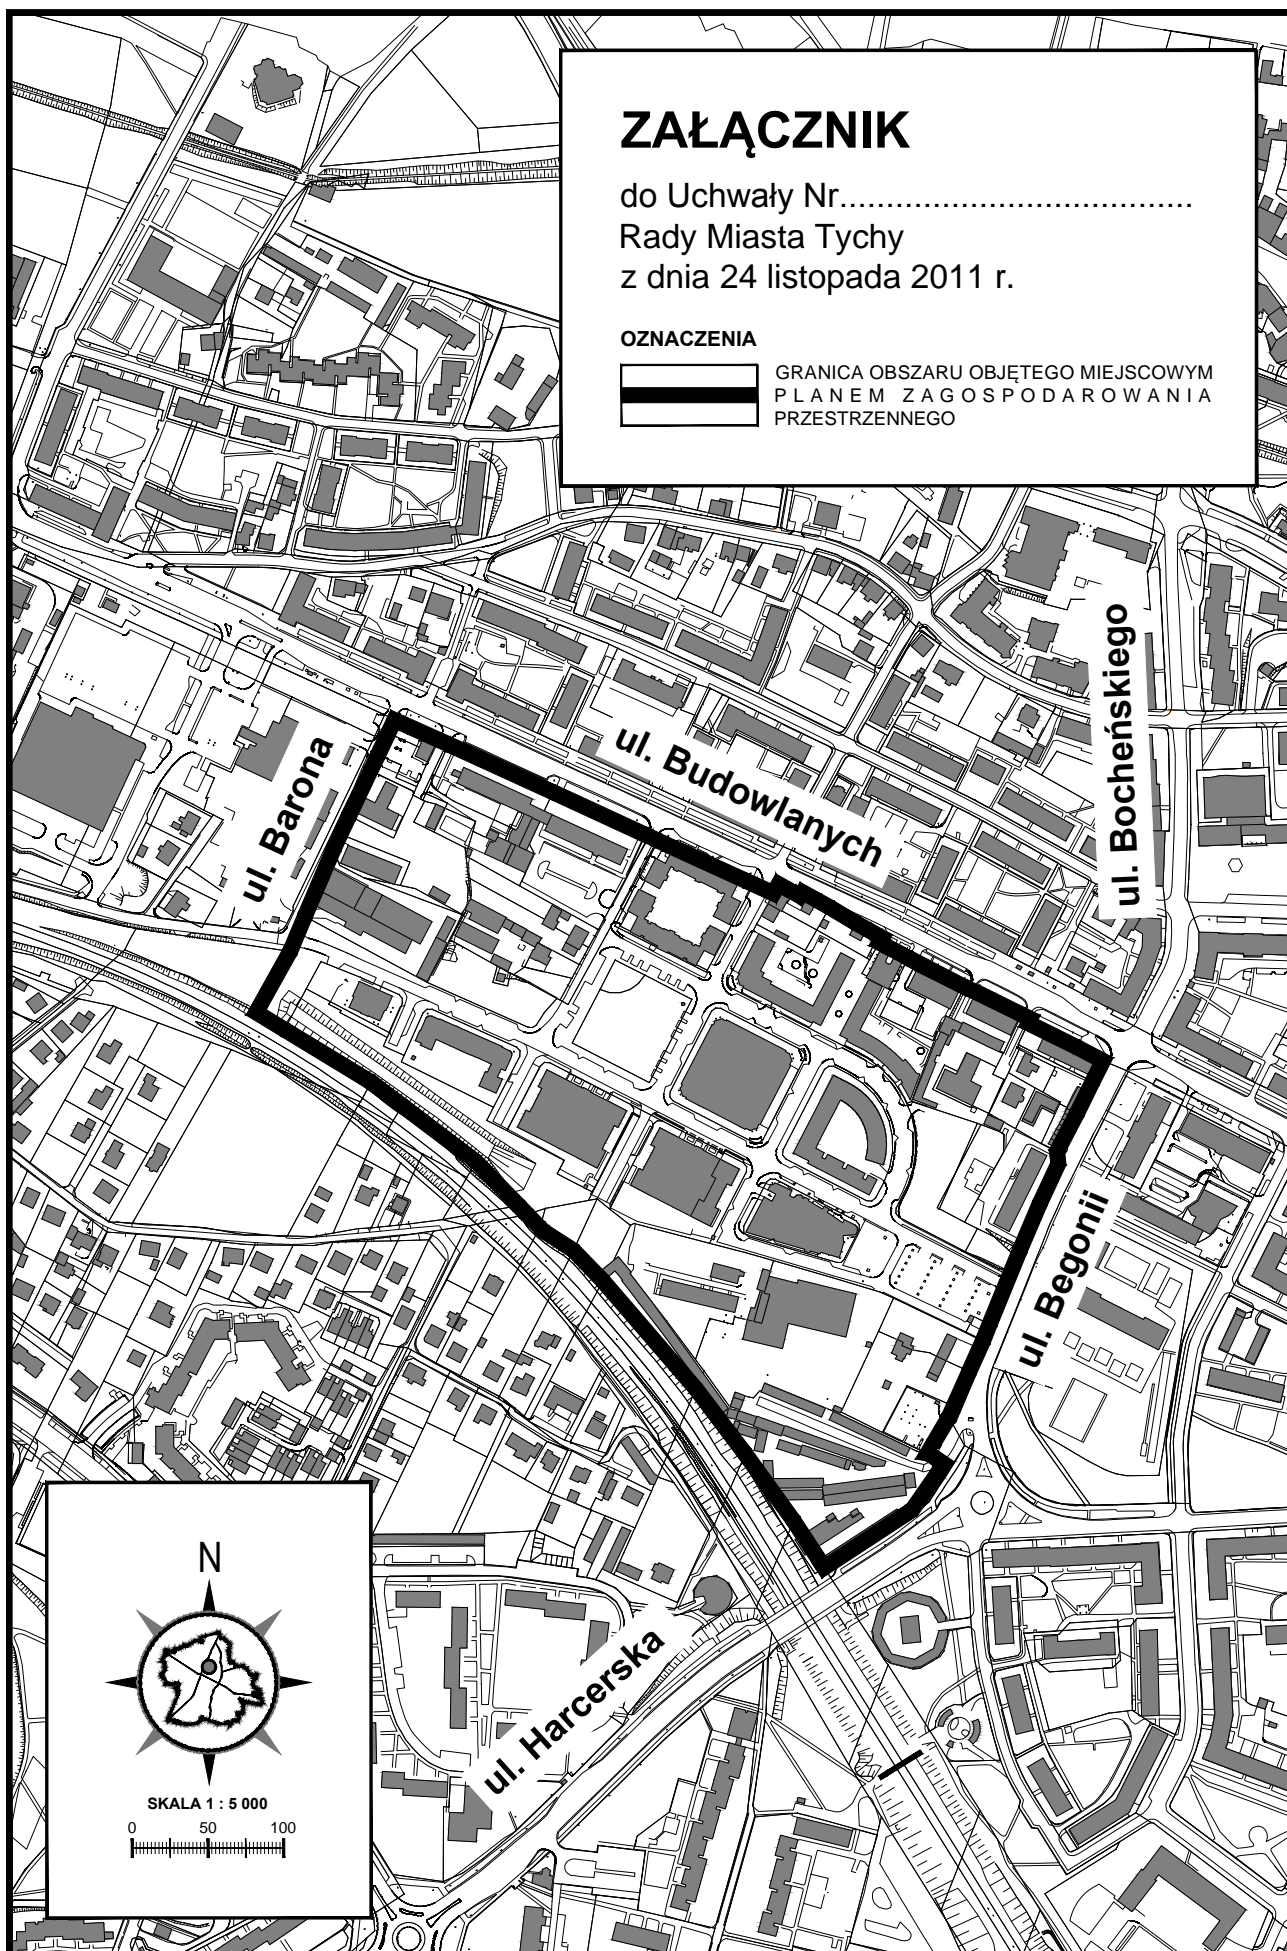 ZAŁĄCZNIK
do Uchwały Nr......................................
Rady Miasta Tychy
z dnia 24 listopada 2011 r.
OZNACZENIA
GRANICA OBSZARU OBJĘTEGO MIEJSCOWYM
PLANEM ZAGOSPODAROWANIA
PRZESTRZENNEGO
ul. Bocheńskiego
ul. Budowlanych
ul. Barona
ul. Begonii
ul. Harcerska
N
SKALA 1 : 5 000
0 50 100